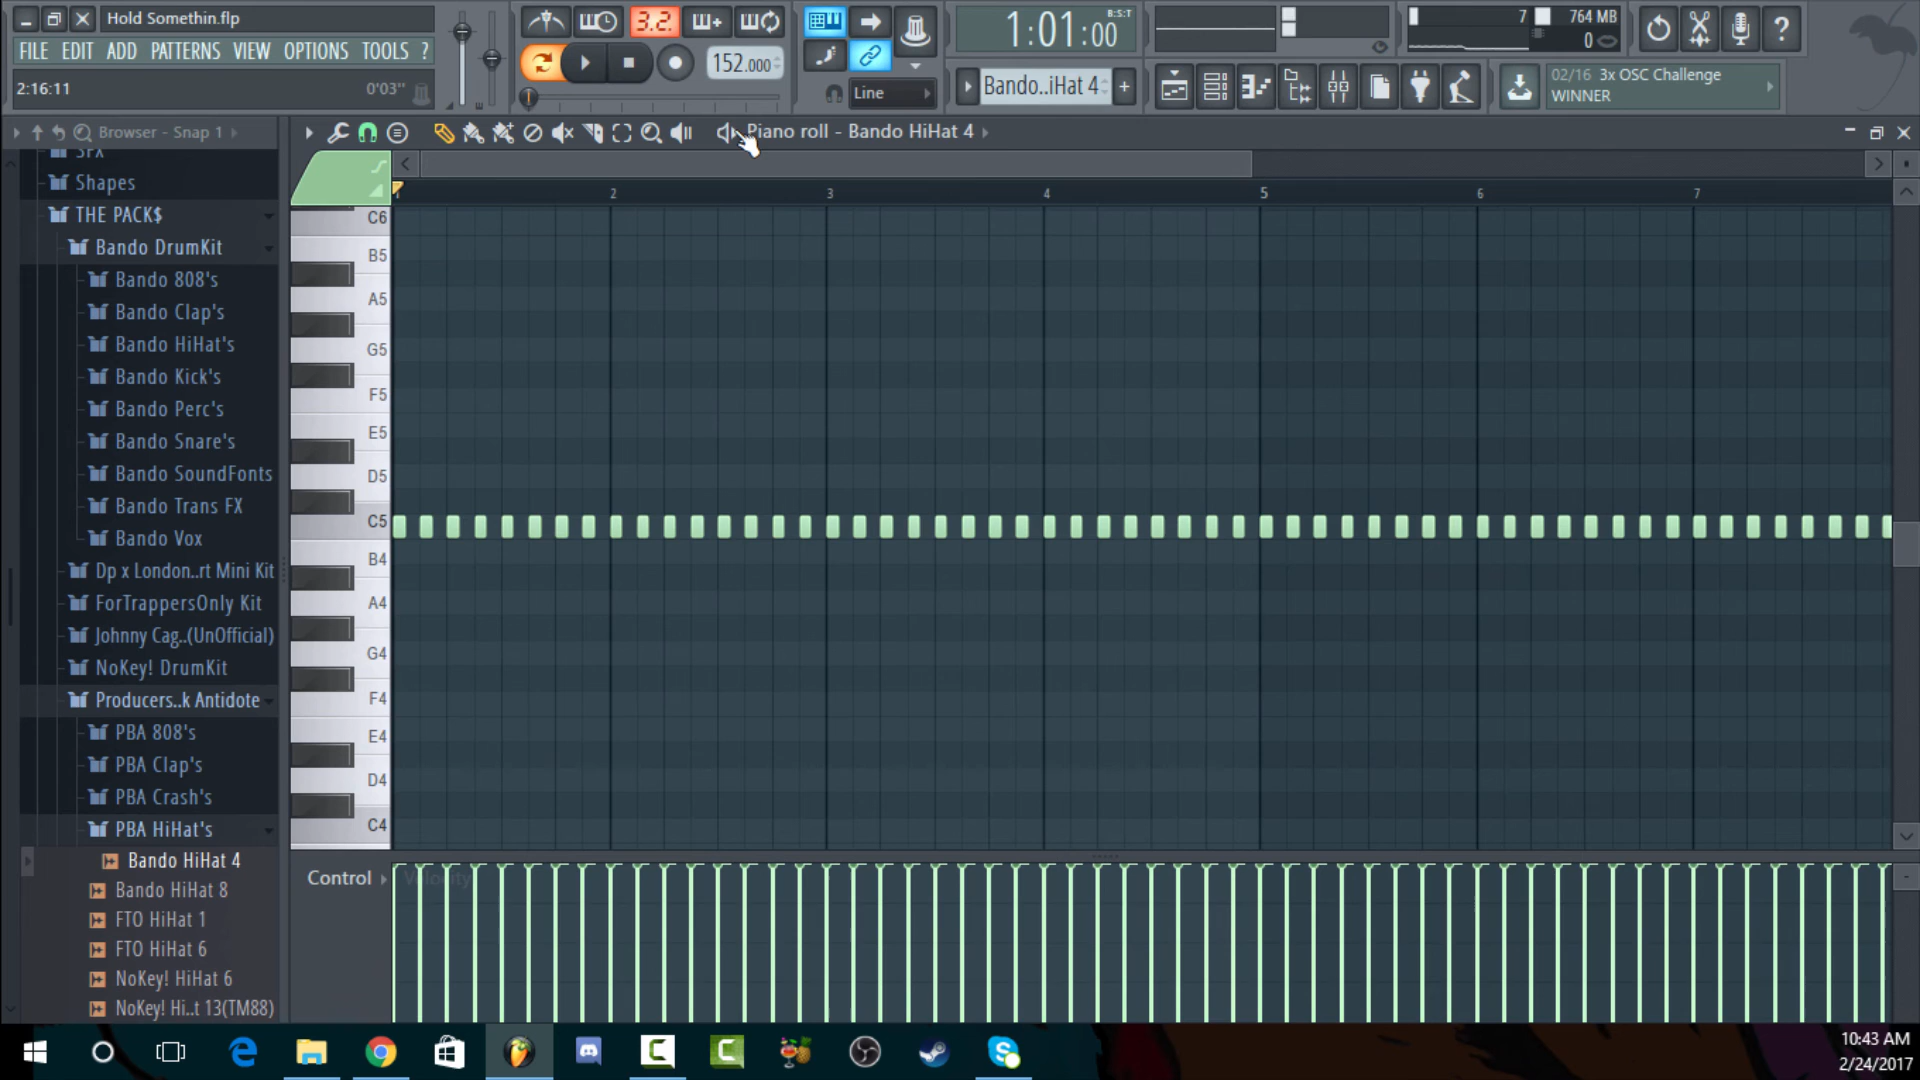 Hold Somethin.flp
FILE EDIT ADD PATTERNS VIEW OPTIONS TOOLS ?
2:16:11 0'03"
3.2.
152.000
Line
1:01:00
B:S:T
Bando..iHat 4
7 764 MB
0
02/16 3x OSC Challenge
WINNER
Browser - Snap 1
Piano roll - Bando HiHat 4
SFX
Shapes
THE PACK$
Bando DrumKit
Bando 808's
Bando Clap's
Bando HiHat's
Bando Kick's
Bando Perc's
Bando Snare's
Bando SoundFonts
Bando Trans FX
Bando Vox
Dp x London..rt Mini Kit
ForTrappersOnly Kit
Johnny Cag..(UnOfficial)
NoKey! DrumKit
Producers..k Antidote
PBA 808's
PBA Clap's
PBA Crash's
PBA HiHat's
Bando HiHat 4
Bando HiHat 8
FTO HiHat 1
FTO HiHat 6
NoKey! HiHat 6
NoKey! Hi..t 13(TM88)
2 3 4 5 6 7
C6
B5
A5
G5
F5
E5
D5
C5
B4
A4
G4
F4
E4
D4
C4
Control Velocity
10:43 AM
2/24/2017